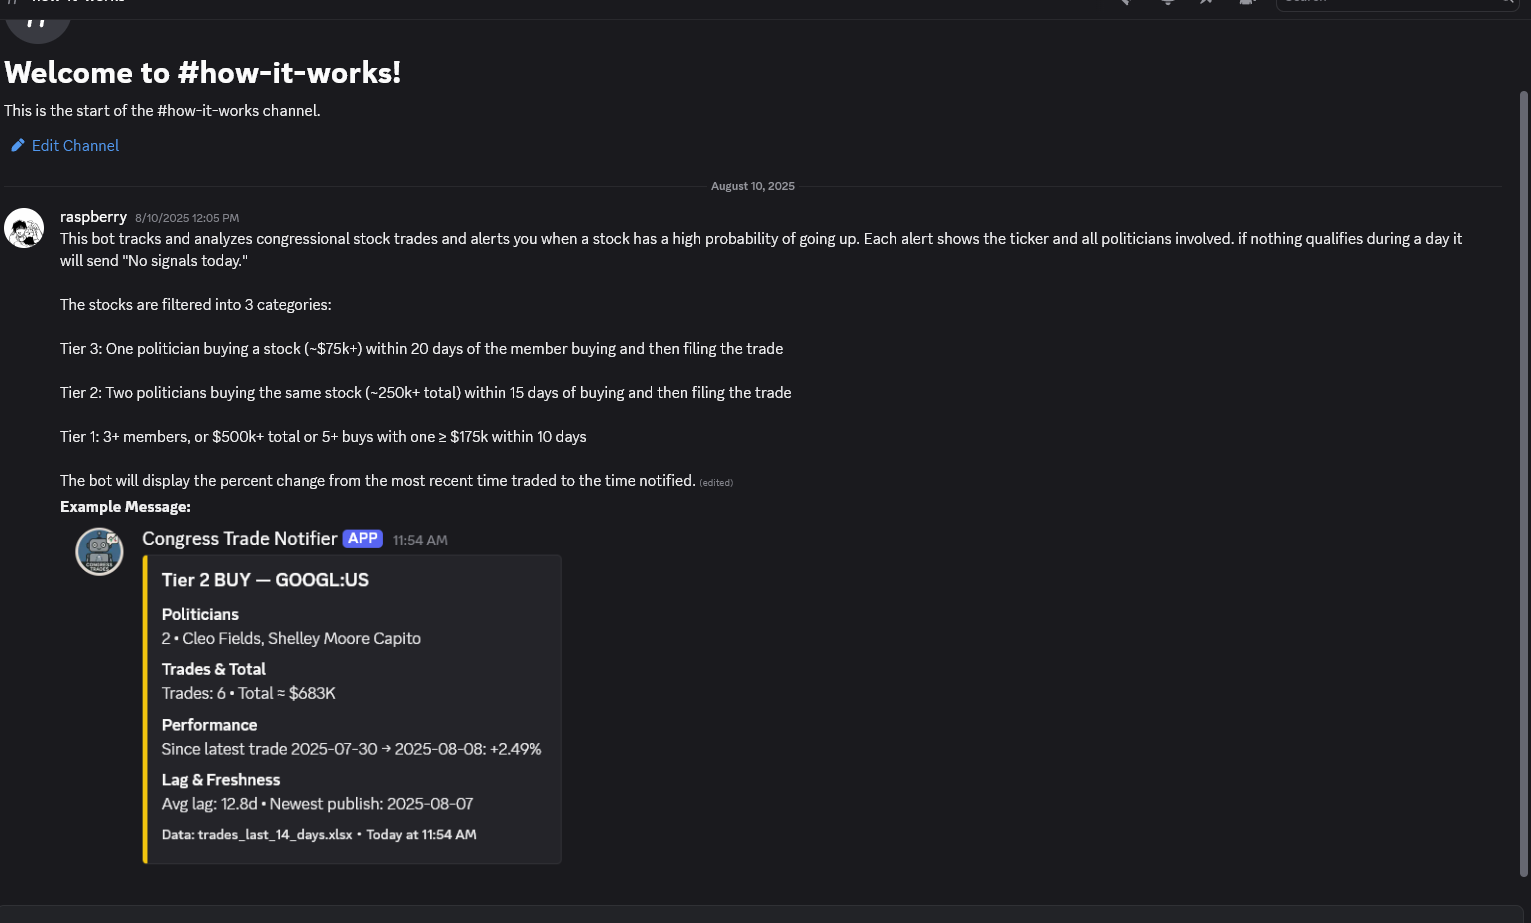 how-it-works
Search
Welcome to #how-it-works!
This is the start of the #how-it-works channel.
Edit Channel
August 10, 2025
raspberry 8/10/2025 12:05 PM
This bot tracks and analyzes congressional stock trades and alerts you when a stock has a high probability of going up. Each alert shows the ticker and all politicians involved. if nothing qualifies during a day it
will send "No signals today."
The stocks are filtered into 3 categories:
Tier 3: One politician buying a stock (~$75k+) within 20 days of the member buying and then filing the trade
Tier 2: Two politicians buying the same stock (~250k+ total) within 15 days of buying and then filing the trade
Tier 1: 3+ members, or $500k+ total or 5+ buys with one ≥ $175k within 10 days
The bot will display the percent change from the most recent time traded to the time notified. (edited)
Example Message:
Congress Trade Notifier APP 11:54 AM
Tier 2 BUY — GOOGL:US
Politicians
2 • Cleo Fields, Shelley Moore Capito
Trades & Total
Trades: 6 • Total ≈ $683K
Performance
Since latest trade 2025-07-30 → 2025-08-08: +2.49%
Lag & Freshness
Avg lag: 12.8d • Newest publish: 2025-08-07
Data: trades_last_14_days.xlsx • Today at 11:54 AM
CONGRESS
TRADES